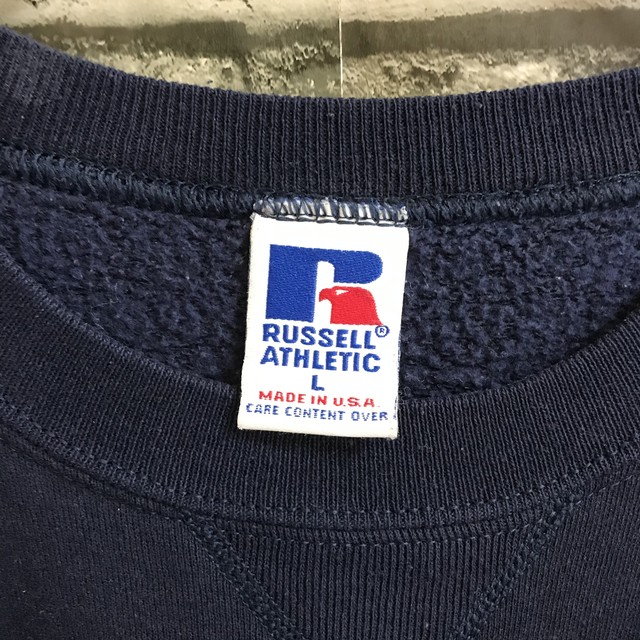 R
RUSSELL®
ATHLETIC
L
MADE IN U.S.A.
CARE CONTENT OVER